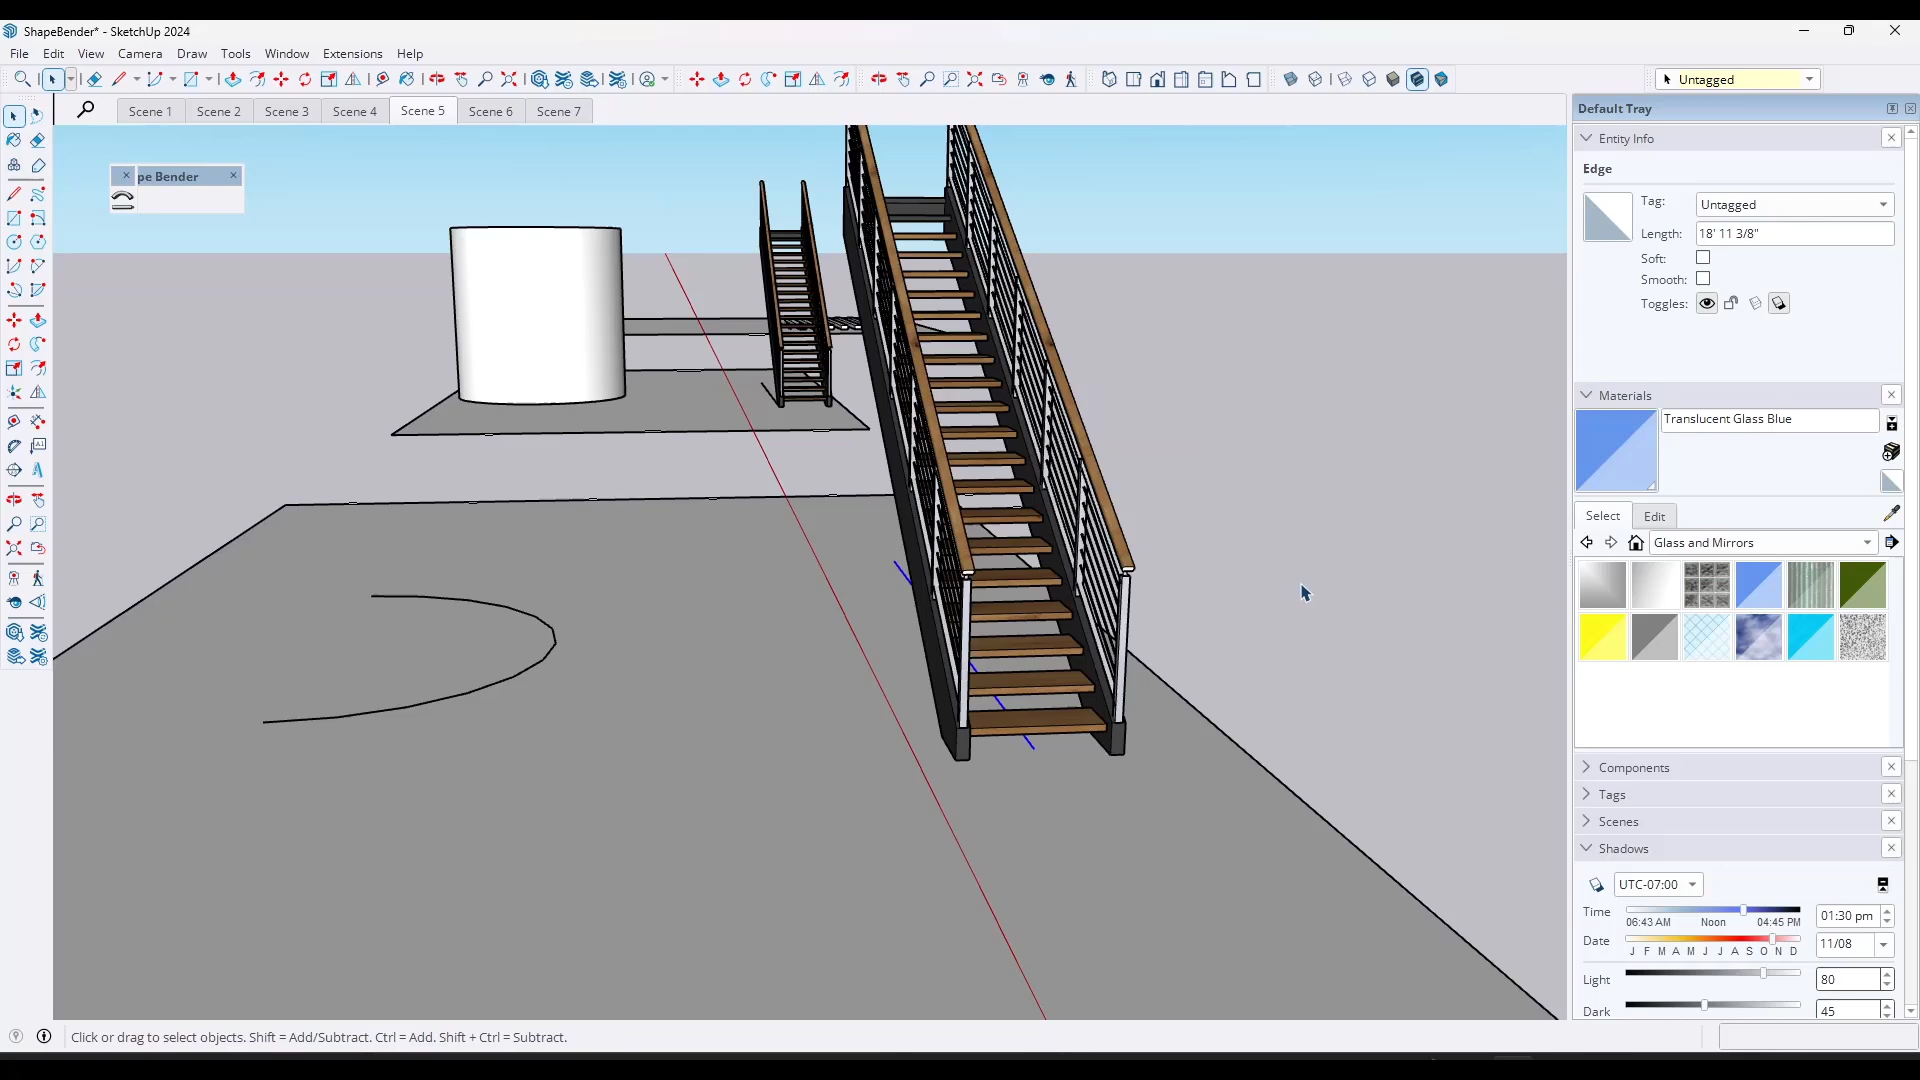 ShapeBender* - SketchUp 2024
File Edit View Camera Draw Tools Window Extensions Help
Untagged
Scene 1 Scene 2 Scene 3 Scene 4 Scene 5 Scene 6 Scene 7
pe Bender
Default Tray
Entity Info
Edge
Tag: Untagged
Length: 18' 11 3/8"
Soft:
Smooth:
Toggles:
Materials
Translucent Glass Blue
Select Edit
Glass and Mirrors
Components
Tags
Scenes
Shadows
UTC-07:00
Time 01:30 pm
06:43 AM Noon 04:45 PM
Date 11/08
J F M A M J J A S O N D
Light 80
Dark 45
Click or drag to select objects. Shift = Add/Subtract. Ctrl = Add. Shift + Ctrl = Subtract.